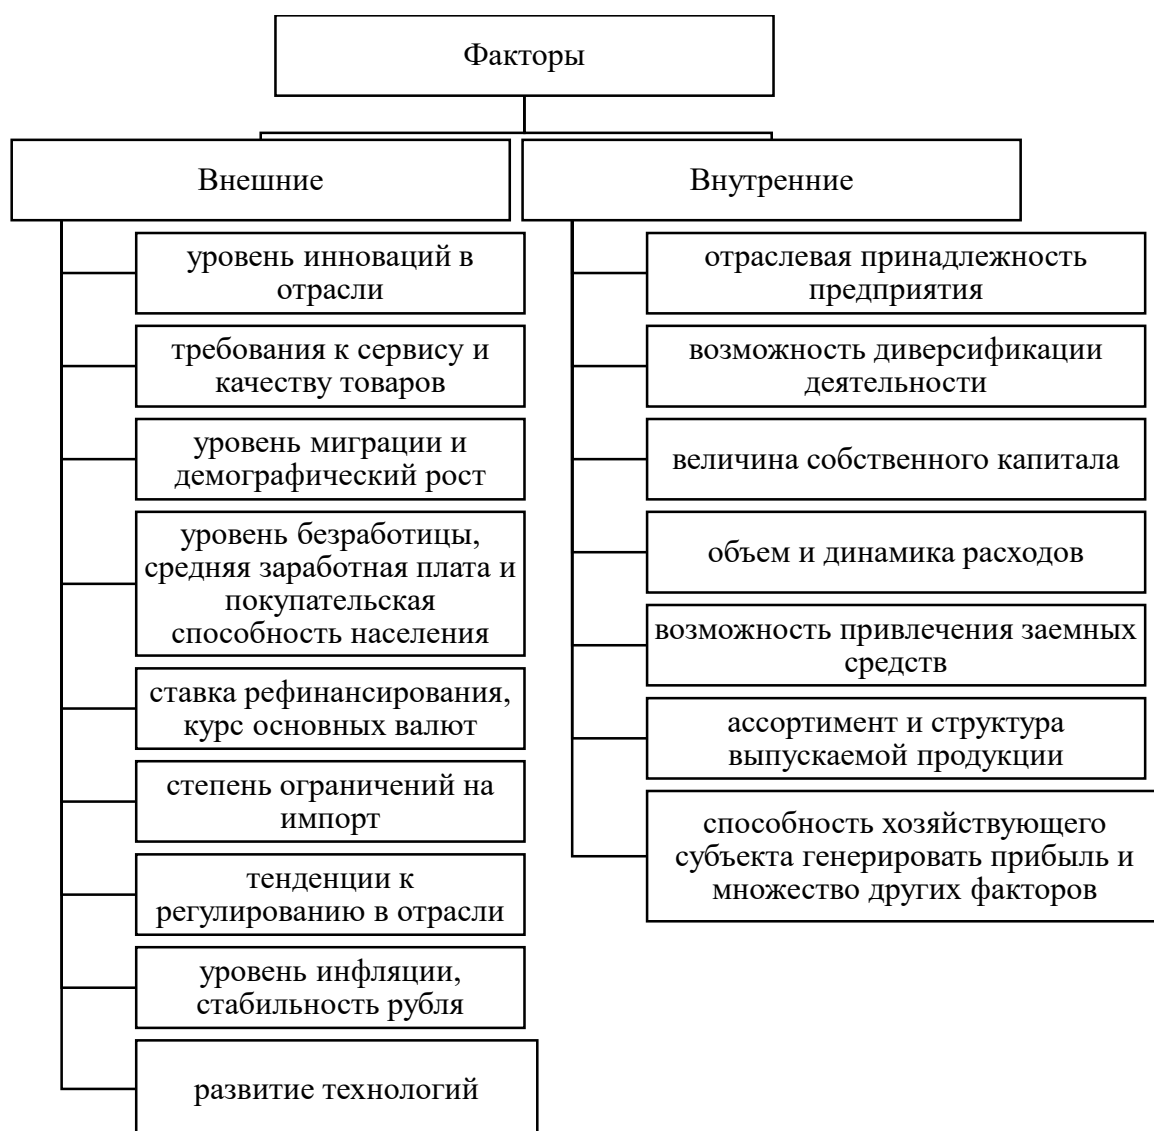 Факторы
Внешние
уровень инноваций в
отрасли
требования к сервису и
качеству товаров
уровень миграции и
демографический рост
уровень безработицы,
средняя заработная плата и
покупательская
способность населения
ставка рефинансирования,
курс основных валют
степень ограничений на
импорт
тенденции к
регулированию в отрасли
уровень инфляции,
стабильность рубля
развитие технологий
Внутренние
отраслевая принадлежность
предприятия
возможность диверсификации
деятельности
величина собственного капитала
объем и динамика расходов
возможность привлечения заемных
средств
ассортимент и структура
выпускаемой продукции
способность хозяйствующего
субъекта генерировать прибыль и
множество других факторов